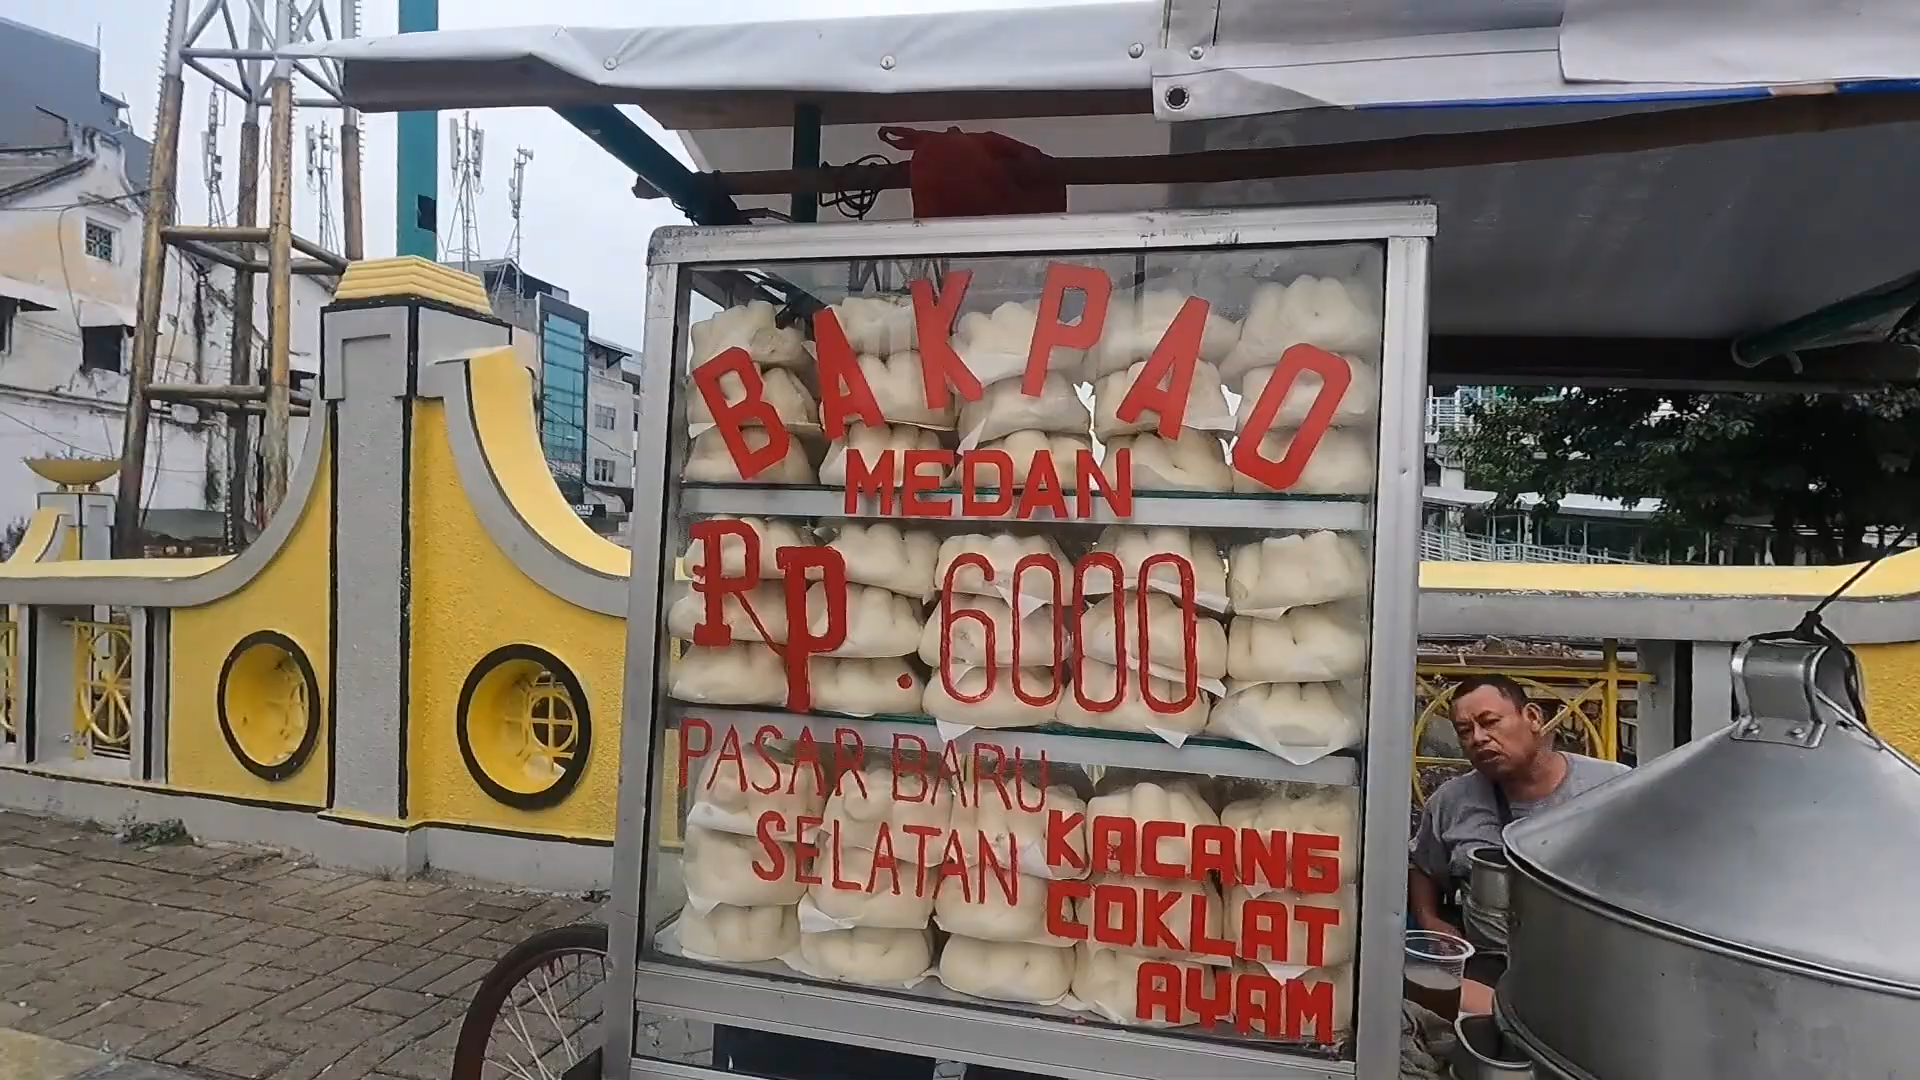 BAKPAO
MEDAN
Rp. 6000
PASAR BARU
SELATAN
KACANG
COKLAT
AYAM